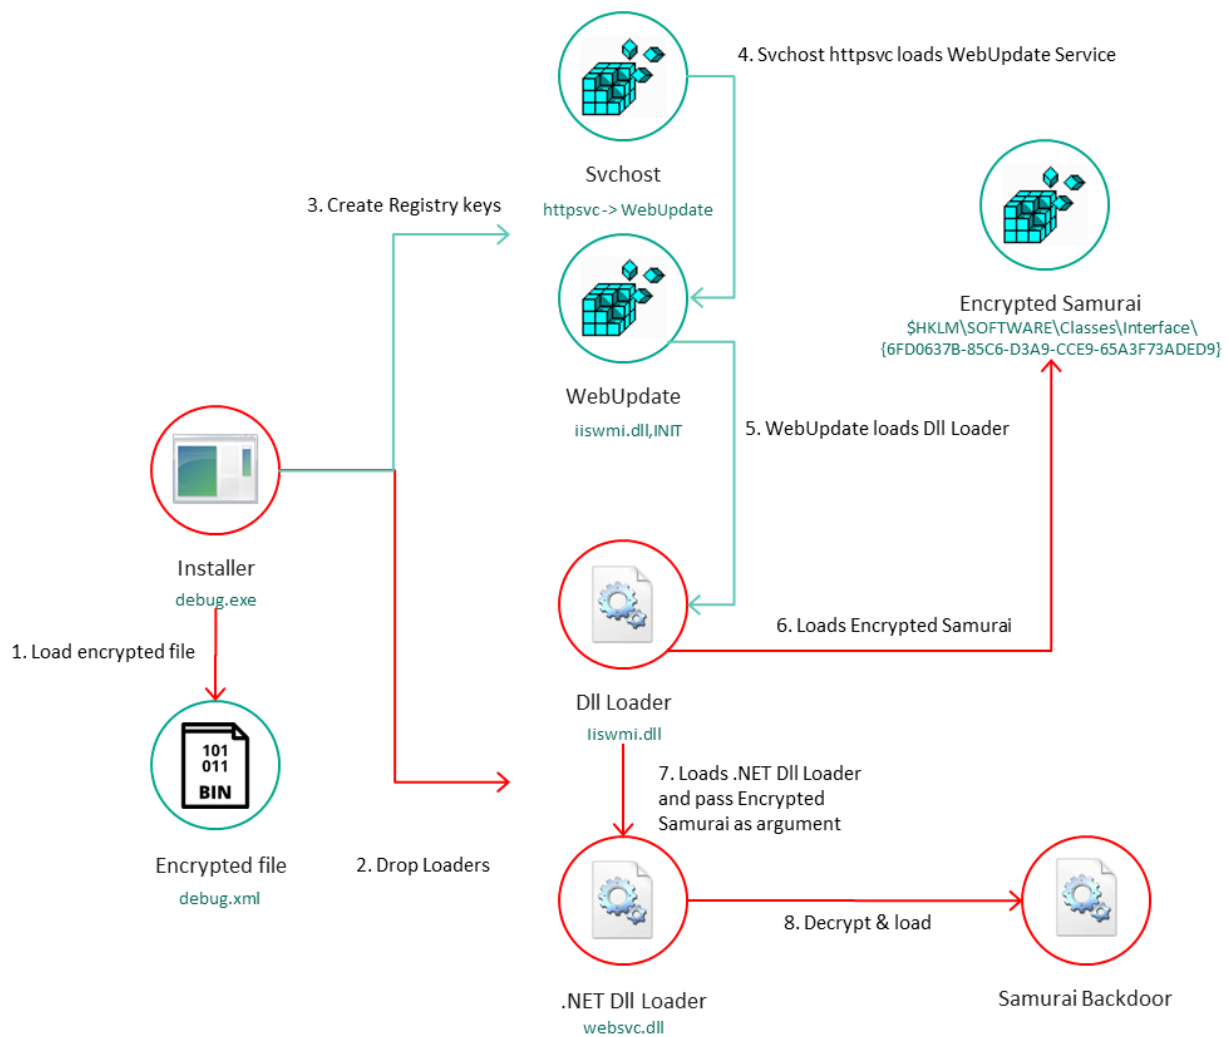 4. Svchost httpsvc loads WebUpdate Service
Svchost
httpsvc -> WebUpdate
3. Create Registry keys
Encrypted Samurai
$HKLM\SOFTWARE\Classes\Interface\
{6FD0637B-85C6-D3A9-CCE9-65A3F73ADED9}
WebUpdate
iiswmi.dll,INIT
5. WebUpdate loads Dll Loader
Installer
debug.exe
1. Load encrypted file
101
011
BIN
Encrypted file
debug.xml
2. Drop Loaders
6. Loads Encrypted Samurai
Dll Loader
Iiswmi.dll
7. Loads .NET Dll Loader
and pass Encrypted
Samurai as argument
8. Decrypt & load
.NET Dll Loader
websvc.dll
Samurai Backdoor